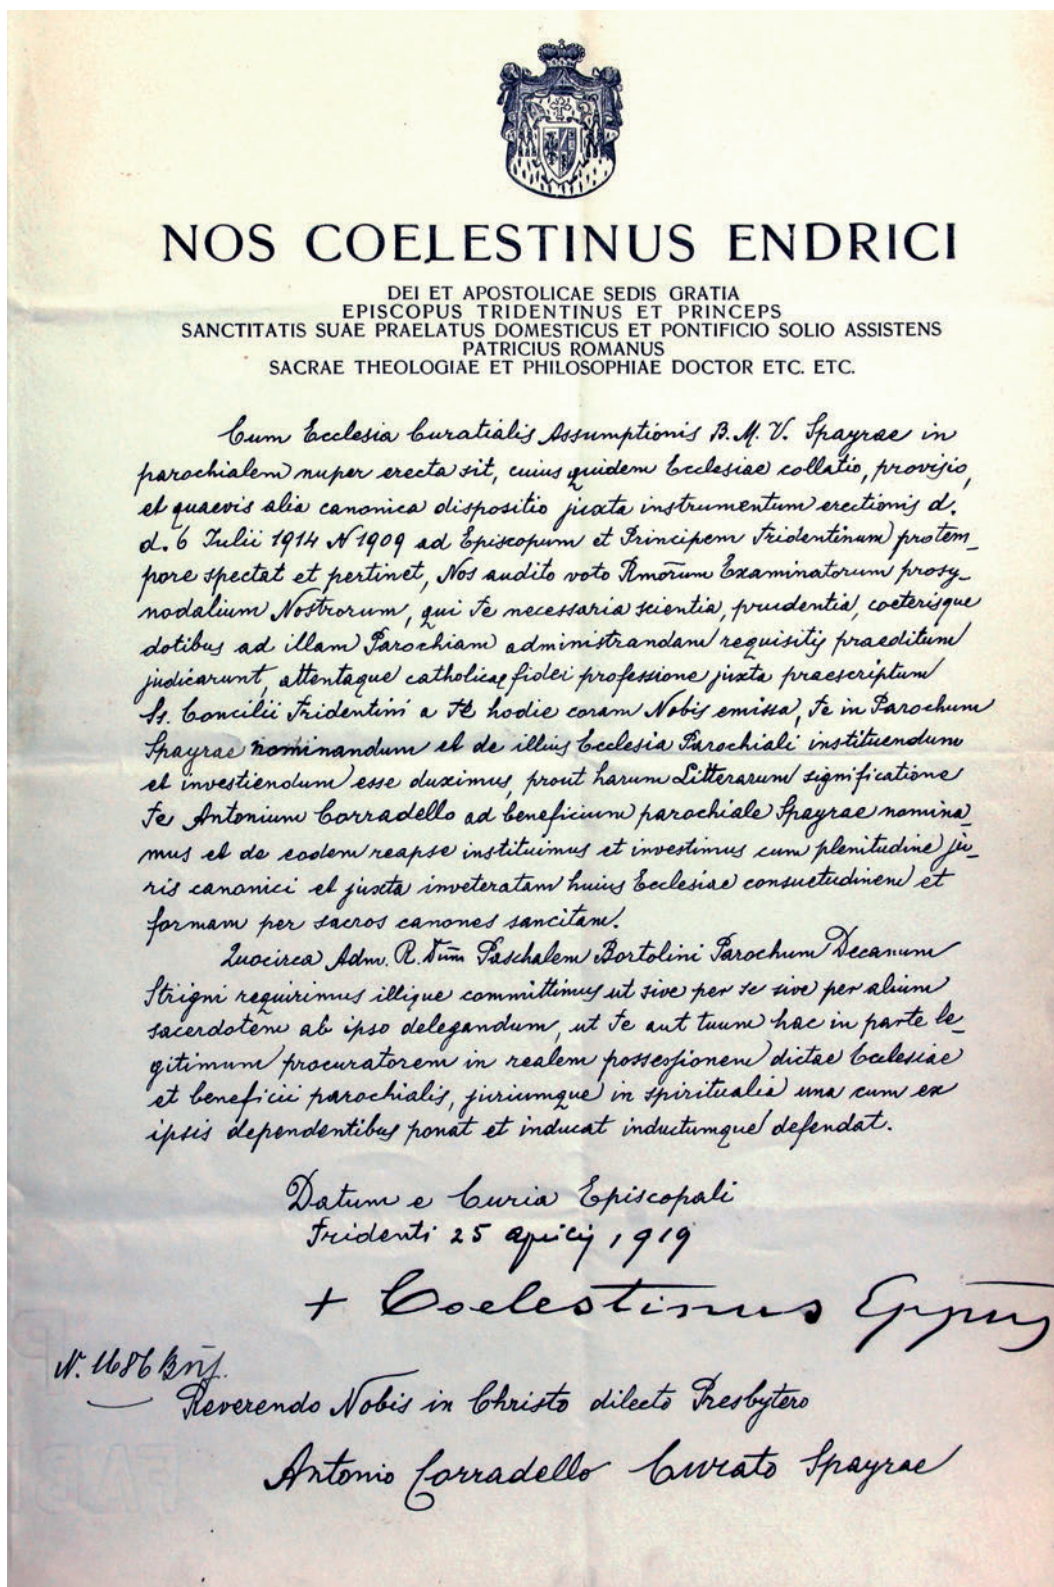 NOS COELESTINUS ENDRICI
DEI ET APOSTOLICAE SEDIS GRATIA
EPISCOPUS TRIDENTINUS ET PRINCEPS
SANCTITATIS SUAE PRAELATUS DOMESTICUS ET PONTIFICIO SOLIO ASSISTENS
PATRICIUS ROMANUS
SACRAE THEOLOGIAE ET PHILOSOPHIAE DOCTOR ETC. ETC.
Cum Ecclesia Curatialis Assumptionis B. M. V. Spayrae in
parochialem nuper erecta sit, cuius quidem Ecclesiae collatio, provisio,
et quaevis alia canonica dispositio juxta instrumentum erectionis d.
d. 6 Julii 1914 N 1909 ad Episcopum et Principem Tridentinum protem_
pore spectat et pertinet, Nos audito voto Rmorum Examinatorum prosy_
nodalium Nostrorum, qui Te necessaria scientia, prudentia, coeterisque
dotibus ad illam Parochiam administrandam requisitis praeditum
judicarunt, attentaque catholicae fidei professione juxta praescriptum
Ss. Concilii Tridentini a Te hodie coram Nobis emissa, Te in Parochum
Spayrae nominandum et de illius Ecclesia Parochiali instituendum
et investiendum esse duximus, prout harum Litterarum significatione
Te Antonium Corradello ad beneficium parochiale Spayrae nomina_
mus et de eodem reapse instituimus et investimus cum plenitudine ju_
ris canonici et juxta inveteratam huius Ecclesiae consuetudinem et
formam per sacros canones sancitam.
Quocirca Adm. R. Dum Paschalem Bortolini Parochum Decanum
Strigni requirimus illique committimus ut sive per se sive per alium
sacerdotem ab ipso delegandum, ut Te aut tuum hac in parte le_
gitimum procuratorem in realem possessionem dictae Ecclesiae
et beneficii parochialis, juriumque in spiritualia una cum ex
ipsis dependentibus ponat et inducat inductumque defendat.
Datum e Curia Episcopali
Tridenti 25 aprilis 1919
+ Coelestinus Eppus
N. 1686 Bnf.
Reverendo Nobis in Christo dilecto Presbytero
Antonio Corradello Curato Spayrae